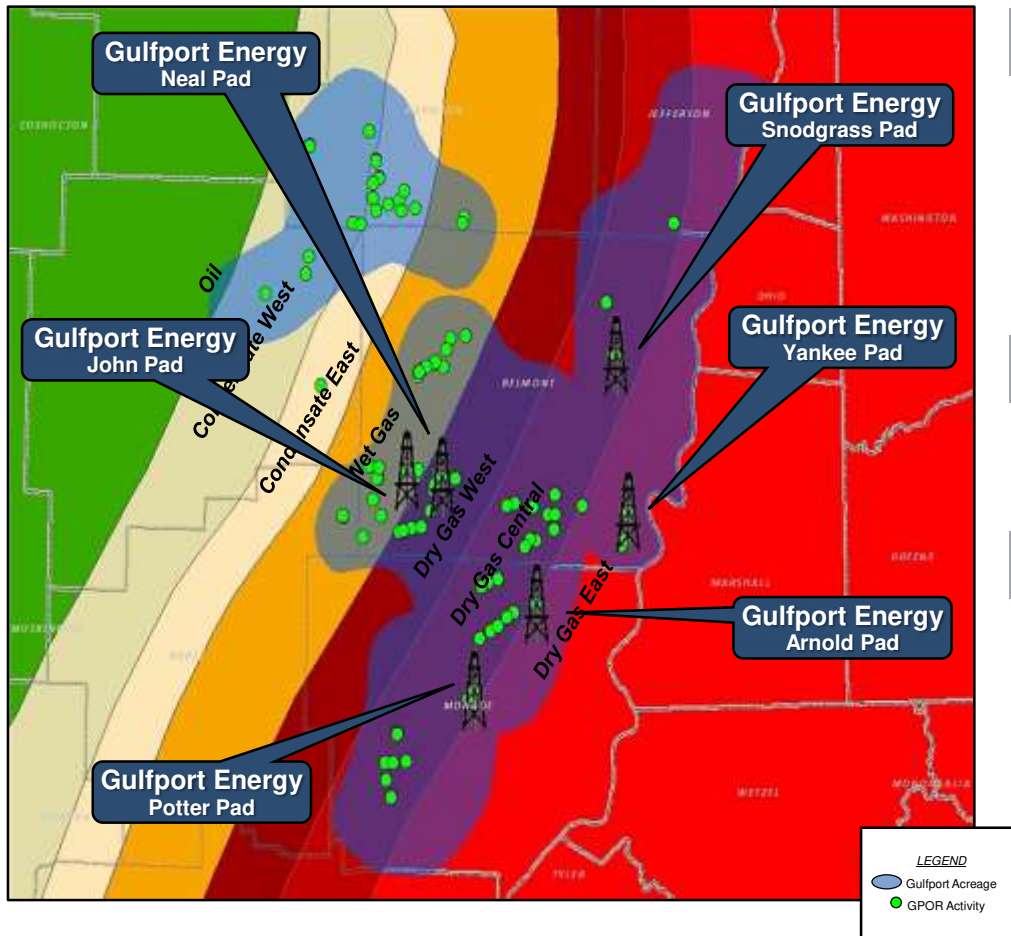 Gulfport Energy
Neal Pad
Gulfport Energy
Snodgrass Pad
COSHOCTON
JEFFERSON
WASHINGTON
Oil
OHIO
Gulfport Energy
John Pad
Gulfport Energy
Yankee Pad
Condensate East
BELMONT
Wet Gas
Dry Gas West
Dry Gas Central
Dry Gas East
GREENE
MARSHALL
Gulfport Energy
Arnold Pad
MONROE
Gulfport Energy
Potter Pad
WETZEL
MONONGALIA
TYLER
LEGEND
Gulfport Acreage
GPOR Activity